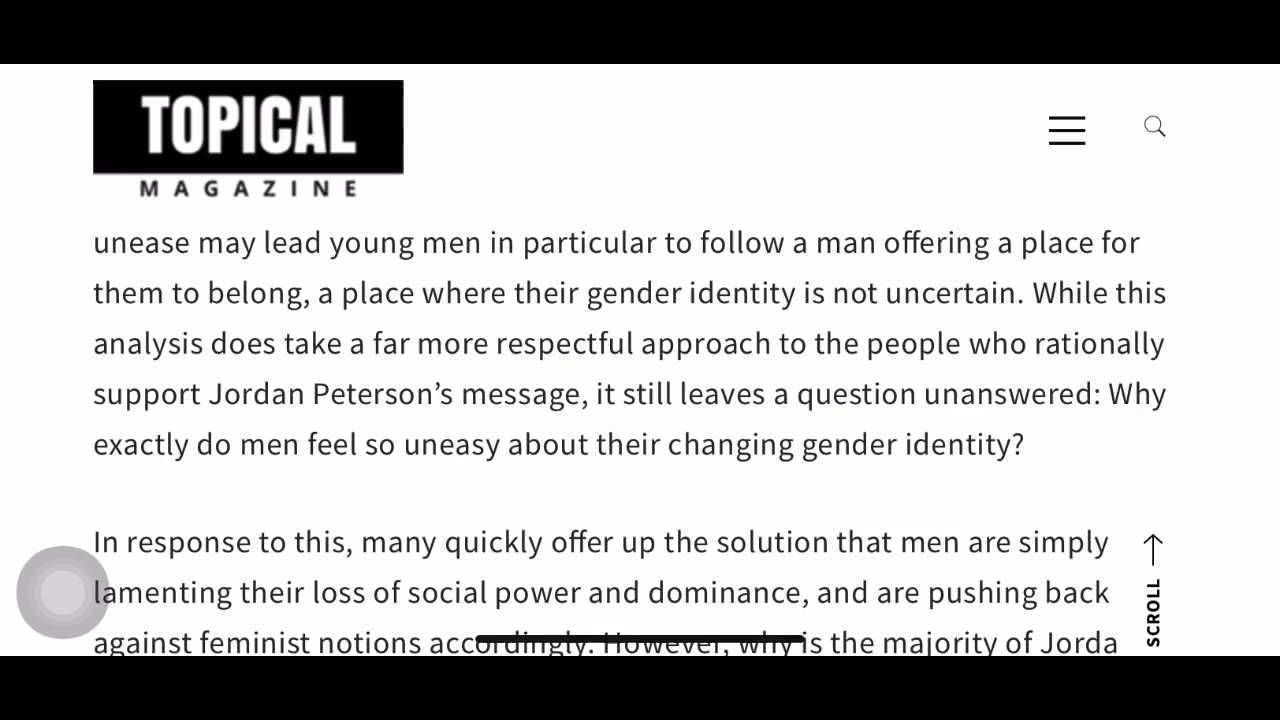 TOPICAL
MAGAZINE
unease may lead young men in particular to follow a man offering a place for
them to belong, a place where their gender identity is not uncertain. While this
analysis does take a far more respectful approach to the people who rationally
support Jordan Peterson’s message, it still leaves a question unanswered: Why
exactly do men feel so uneasy about their changing gender identity?
In response to this, many quickly offer up the solution that men are simply
lamenting their loss of social power and dominance, and are pushing back
against feminist notions accordingly. However, why is the majority of Jorda
SCROLL